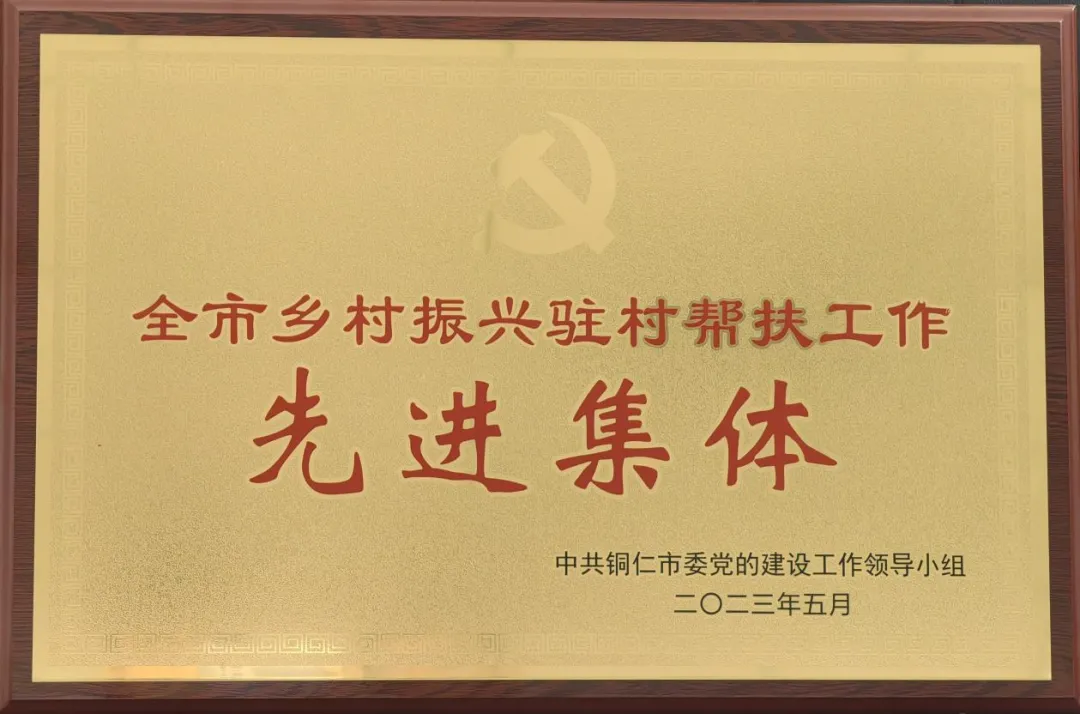 全市乡村振兴驻村帮扶工作
先进集体
中共铜仁市委党的建设工作领导小组
二〇二三年五月